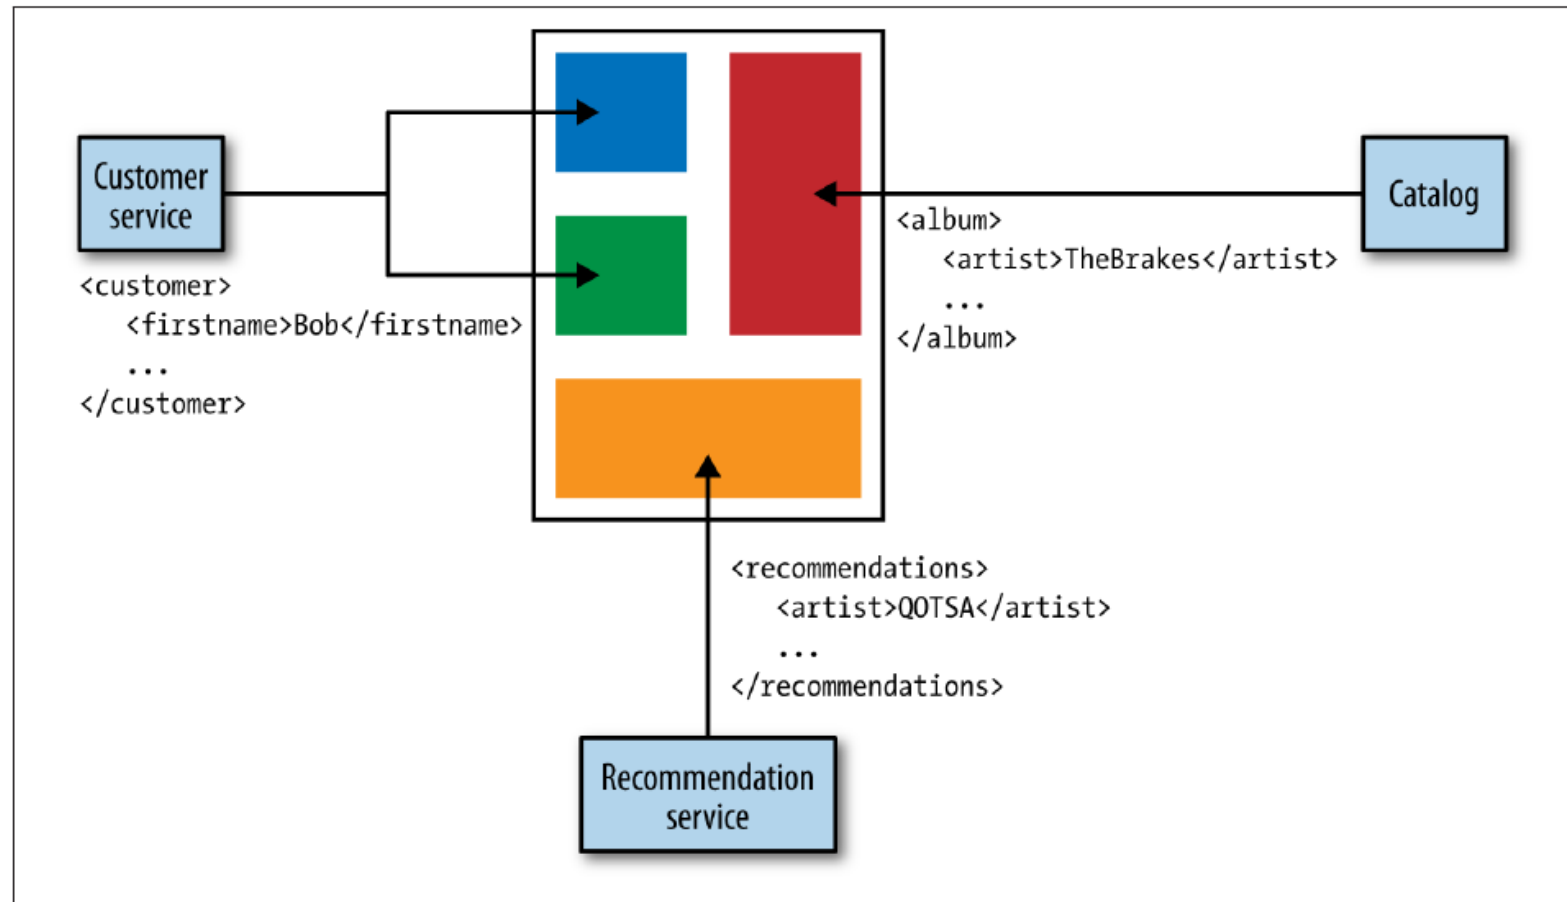 Customer
service
<customer>
<firstname>Bob</firstname>
...
</customer>
Catalog
<album>
<artist>TheBrakes</artist>
...
</album>
<recommendations>
<artist>QOTSA</artist>
...
</recommendations>
Recommendation
service